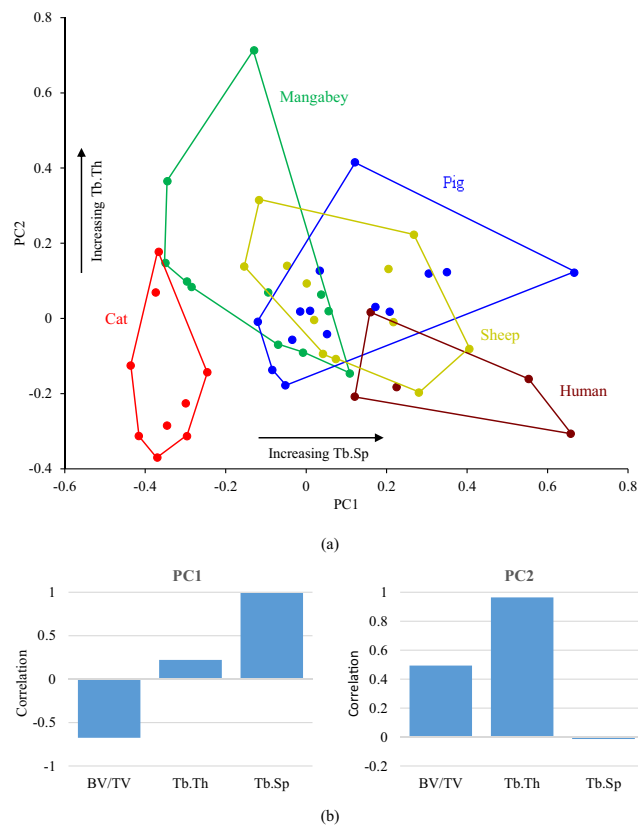 0.8
0.6
0.4
0.2
0
-0.2
-0.4
PC2
Increasing Tb.Th
Mangabey
Pig
Cat
Sheep
Human
Increasing Tb.Sp
-0.6 -0.4 -0.2 0 0.2 0.4 0.6 0.8
PC1
(a)
PC1
1
0.5
0
-0.5
-1
Correlation
BV/TV Tb.Th Tb.Sp
PC2
1
0.8
0.6
0.4
0.2
0
-0.2
Correlation
BV/TV Tb.Th Tb.Sp
(b)